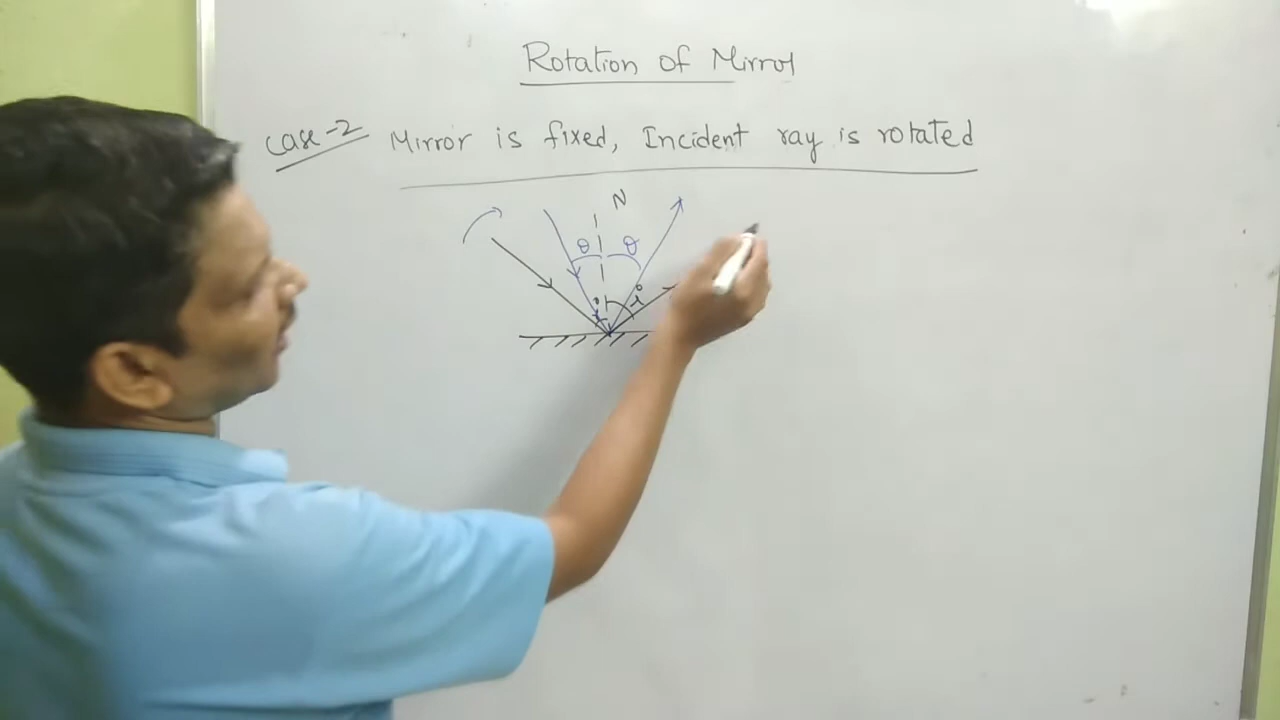 Rotation of Mirror
Case-2 Mirror is fixed, Incident ray is rotated
N
θ θ
i i